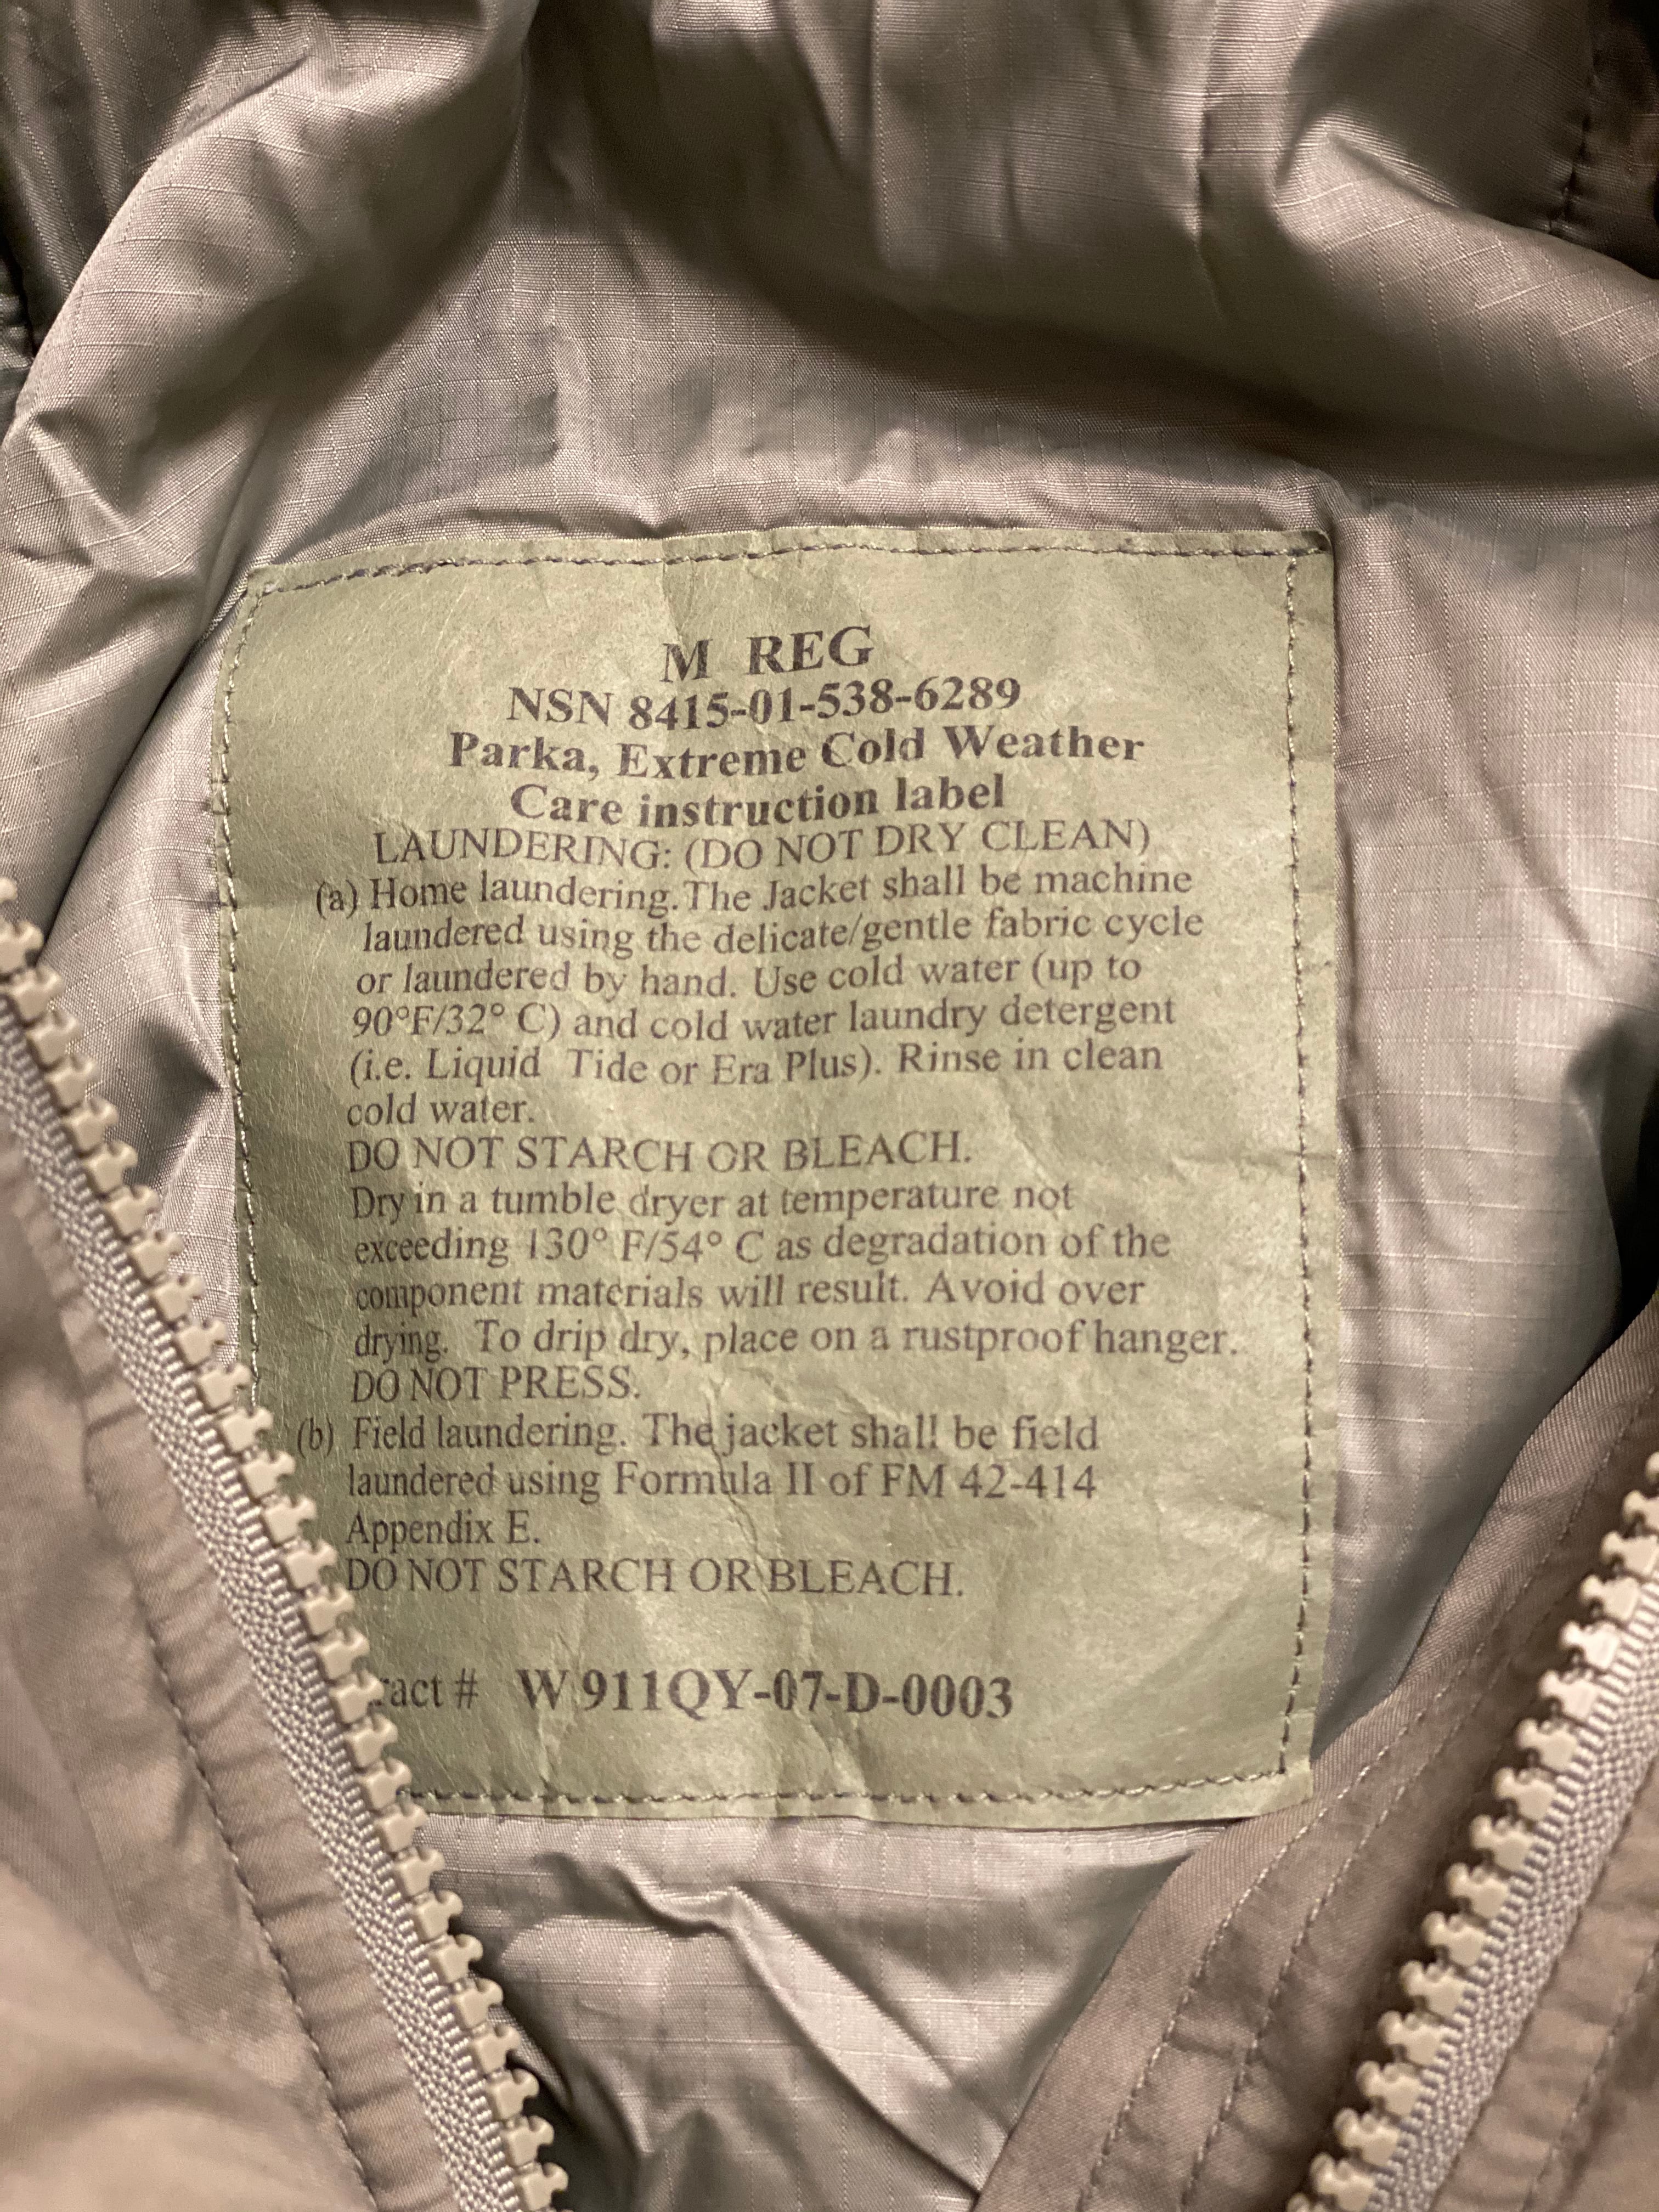 M REG
NSN 8415-01-538-6289
Parka, Extreme Cold Weather
Care instruction label
LAUNDERING: (DO NOT DRY CLEAN)
(a) Home laundering. The Jacket shall be machine
laundered using the delicate/gentle fabric cycle
or laundered by hand. Use cold water (up to
90°F/32° C) and cold water laundry detergent
(i.e. Liquid Tide or Era Plus). Rinse in clean
cold water.
DO NOT STARCH OR BLEACH.
Dry in a tumble dryer at temperature not
exceeding 130° F/54° C as degradation of the
component materials will result. Avoid over
drying. To drip dry, place on a rustproof hanger.
DO NOT PRESS.
(b) Field laundering. The jacket shall be field
laundered using Formula II of FM 42-414
Appendix E.
DO NOT STARCH OR BLEACH.
ract # W911QY-07-D-0003